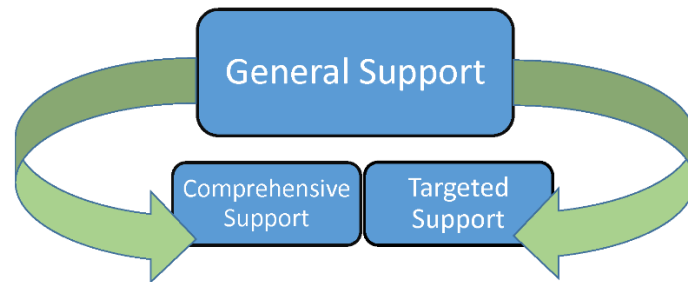 General Support
Comprehensive
Support
Targeted
Support